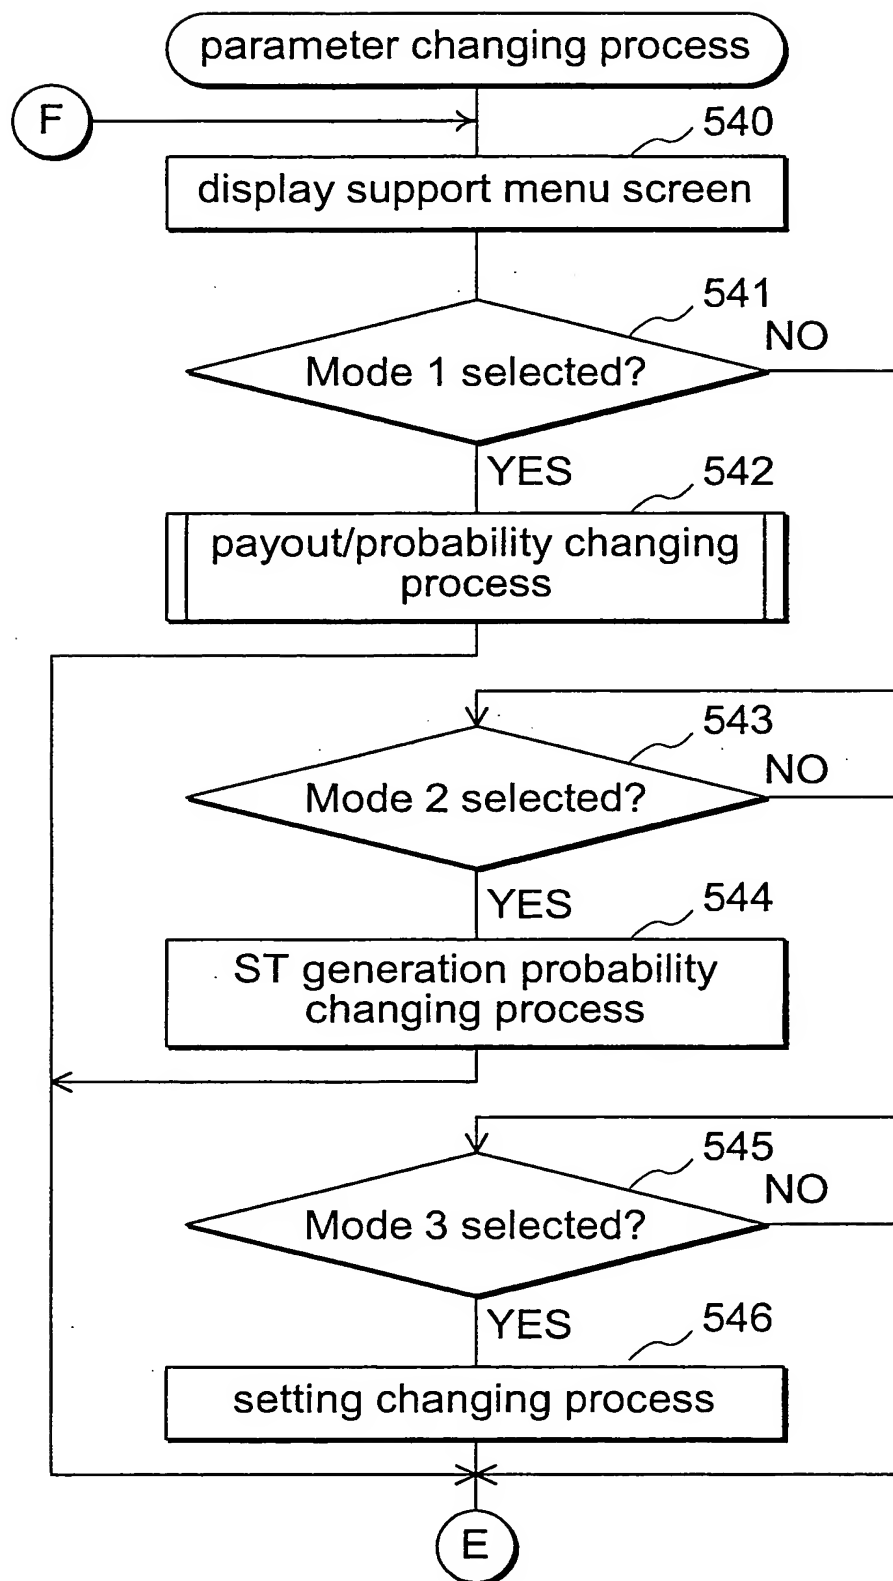 parameter changing process
F
540
display support menu screen
541
NO
Mode 1 selected?
YES
542
payout/probability changing
process
543
NO
Mode 2 selected?
YES
544
ST generation probability
changing process
545
NO
Mode 3 selected?
YES
546
setting changing process
E